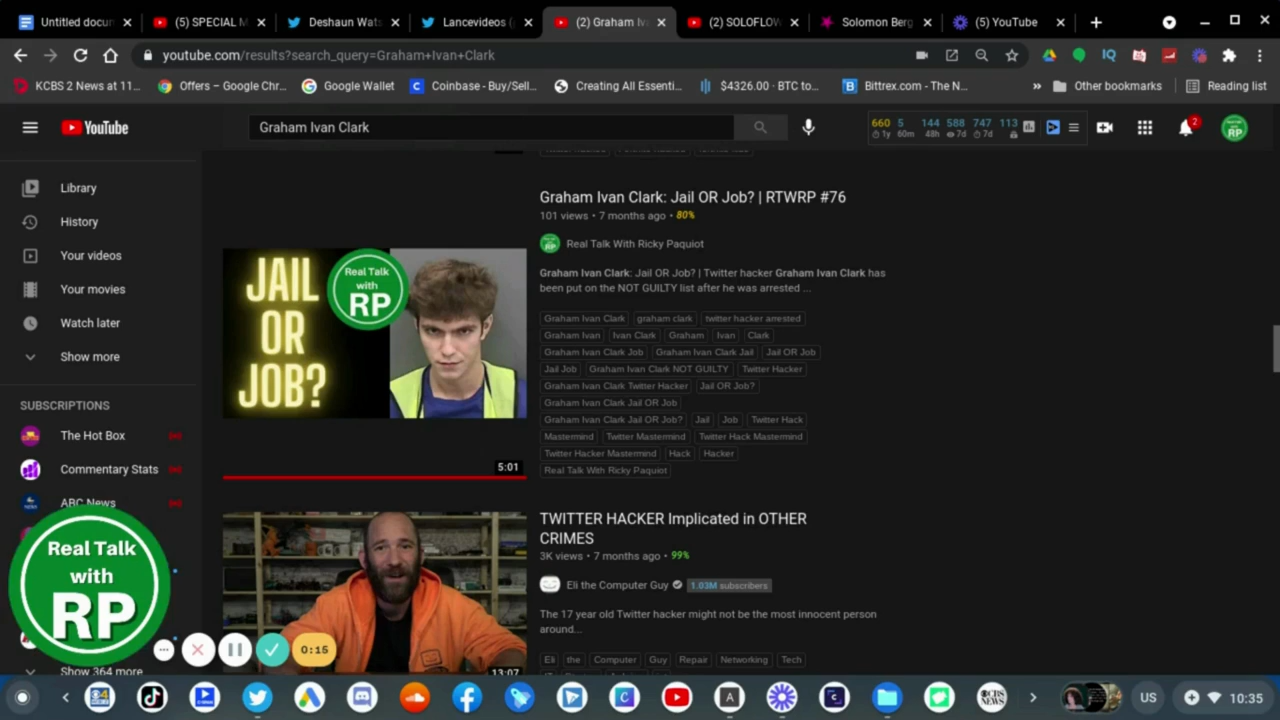 Untitled docun
(5) SPECIAL M
Deshaun Wats
Lancevideos (
(2) Graham Iv
(2) SOLOFLOW
Solomon Berg
(5) YouTube
youtube.com/results?search_query=Graham+Ivan+Clark
KCBS 2 News at 11...
Offers – Google Chr...
Google Wallet
Coinbase - Buy/Sell...
Creating All Essenti...
$4326.00 · BTC to...
Bittrex.com - The N...
»
Other bookmarks
Reading list
YouTube
Graham Ivan Clark
660 5 144 588 747 113
1y 60m 48h 7d 7d
2
RP
Library
History
Your videos
Your movies
Watch later
Show more
SUBSCRIPTIONS
The Hot Box
Commentary Stats
ABC News
Show 364 more
Graham Ivan Clark: Jail OR Job? | RTWRP #76
101 views • 7 months ago • 80%
Real Talk With Ricky Paquiot
Graham Ivan Clark: Jail OR Job? | Twitter hacker Graham Ivan Clark has
been put on the NOT GUILTY list after he was arrested ...
Graham Ivan Clark graham clark twitter hacker arrested
Graham Ivan Ivan Clark Graham Ivan Clark
Graham Ivan Clark Job Graham Ivan Clark Jail Jail OR Job
Jail Job Graham Ivan Clark NOT GUILTY Twitter Hacker
Graham Ivan Clark Twitter Hacker Jail OR Job?
Graham Ivan Clark Jail OR Job
Graham Ivan Clark Jail OR Job? Jail Job Twitter Hack
Mastermind Twitter Mastermind Twitter Hack Mastermind
Twitter Hacker Mastermind Hack Hacker
Real Talk With Ricky Paquiot
JAIL
OR
JOB?
Real Talk
with
RP
5:01
TWITTER HACKER Implicated in OTHER
CRIMES
3K views • 7 months ago • 99%
Eli the Computer Guy 1.03M subscribers
The 17 year old Twitter hacker might not be the most innocent person
around...
Eli the Computer Guy Repair Networking Tech
13:07
Real Talk
with
RP
0:15
US
10:35